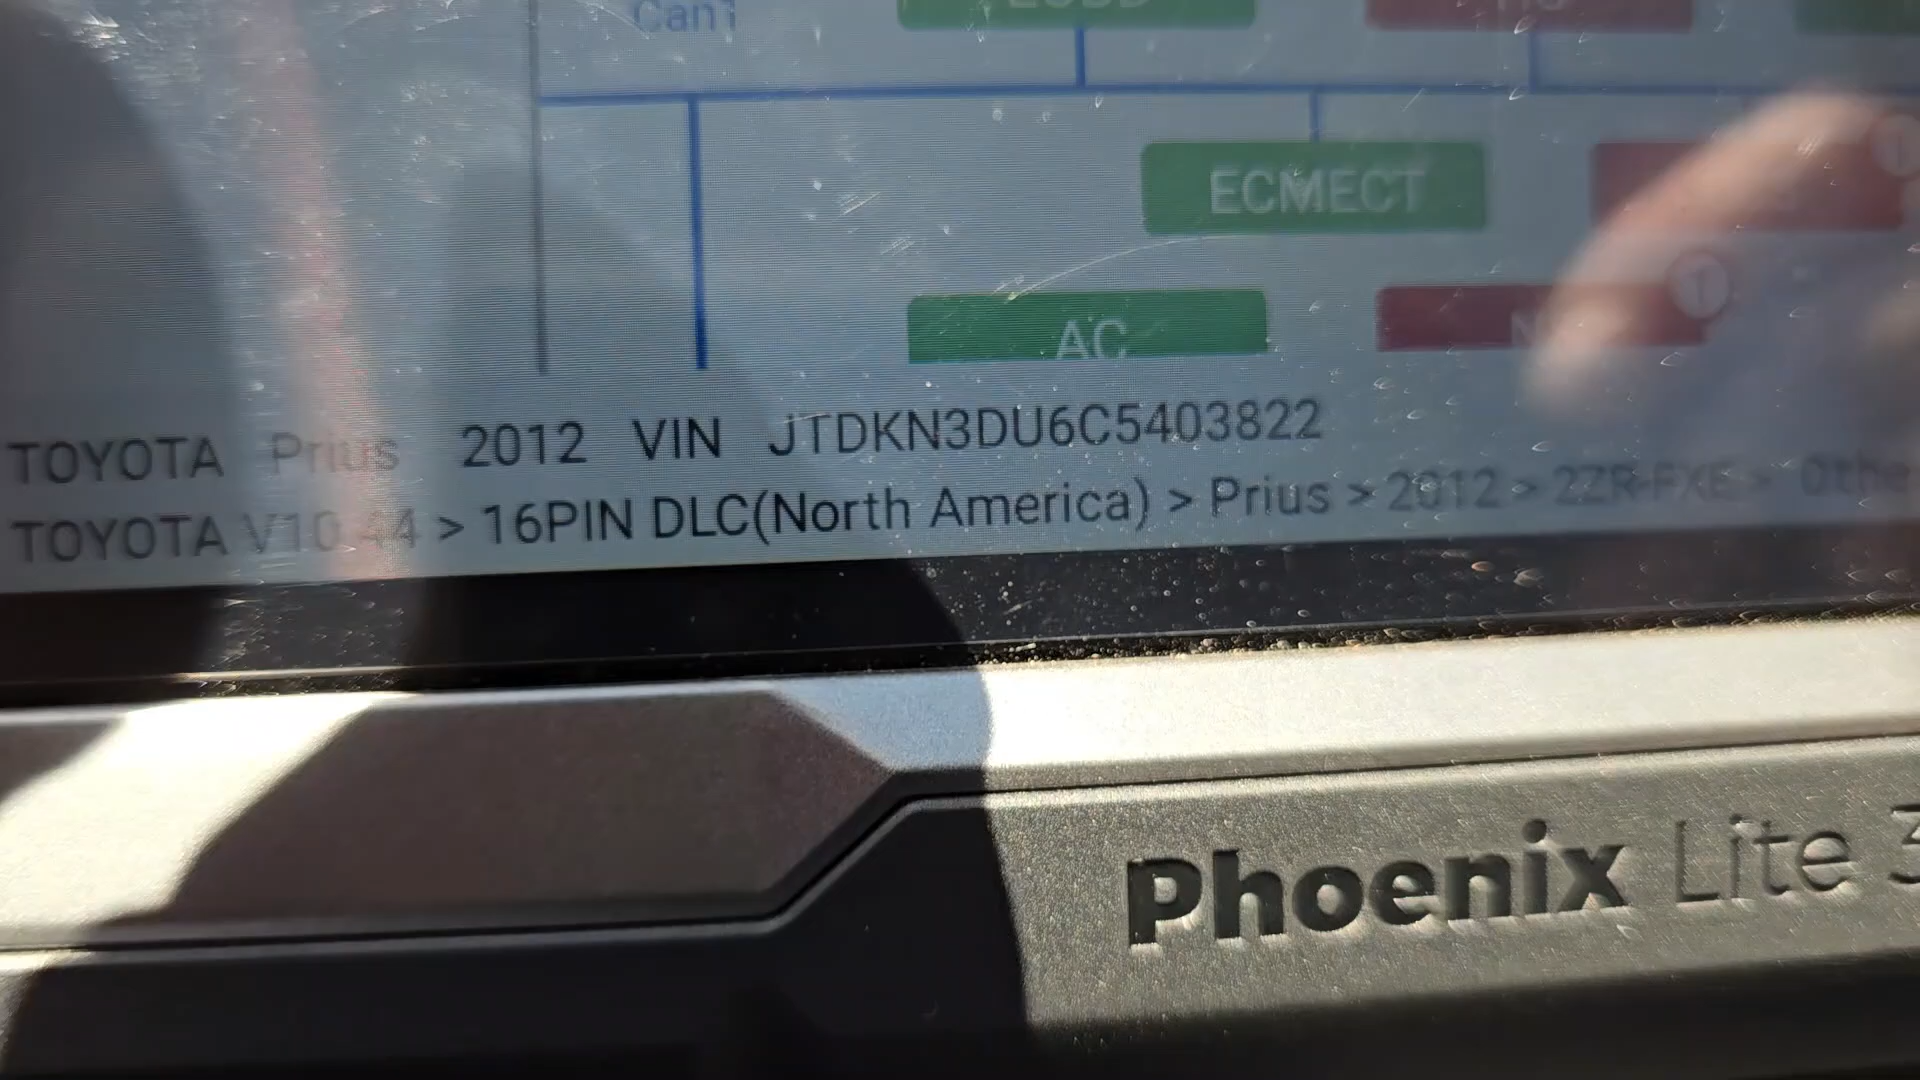 Can1
ECMECT
AC
TOYOTA Prius 2012 VIN JTDKN3DU6C5403822
TOYOTA V10.44 > 16PIN DLC(North America) > Prius > 2012 > 2ZR-FXE > Othe
Phoenix Lite 3